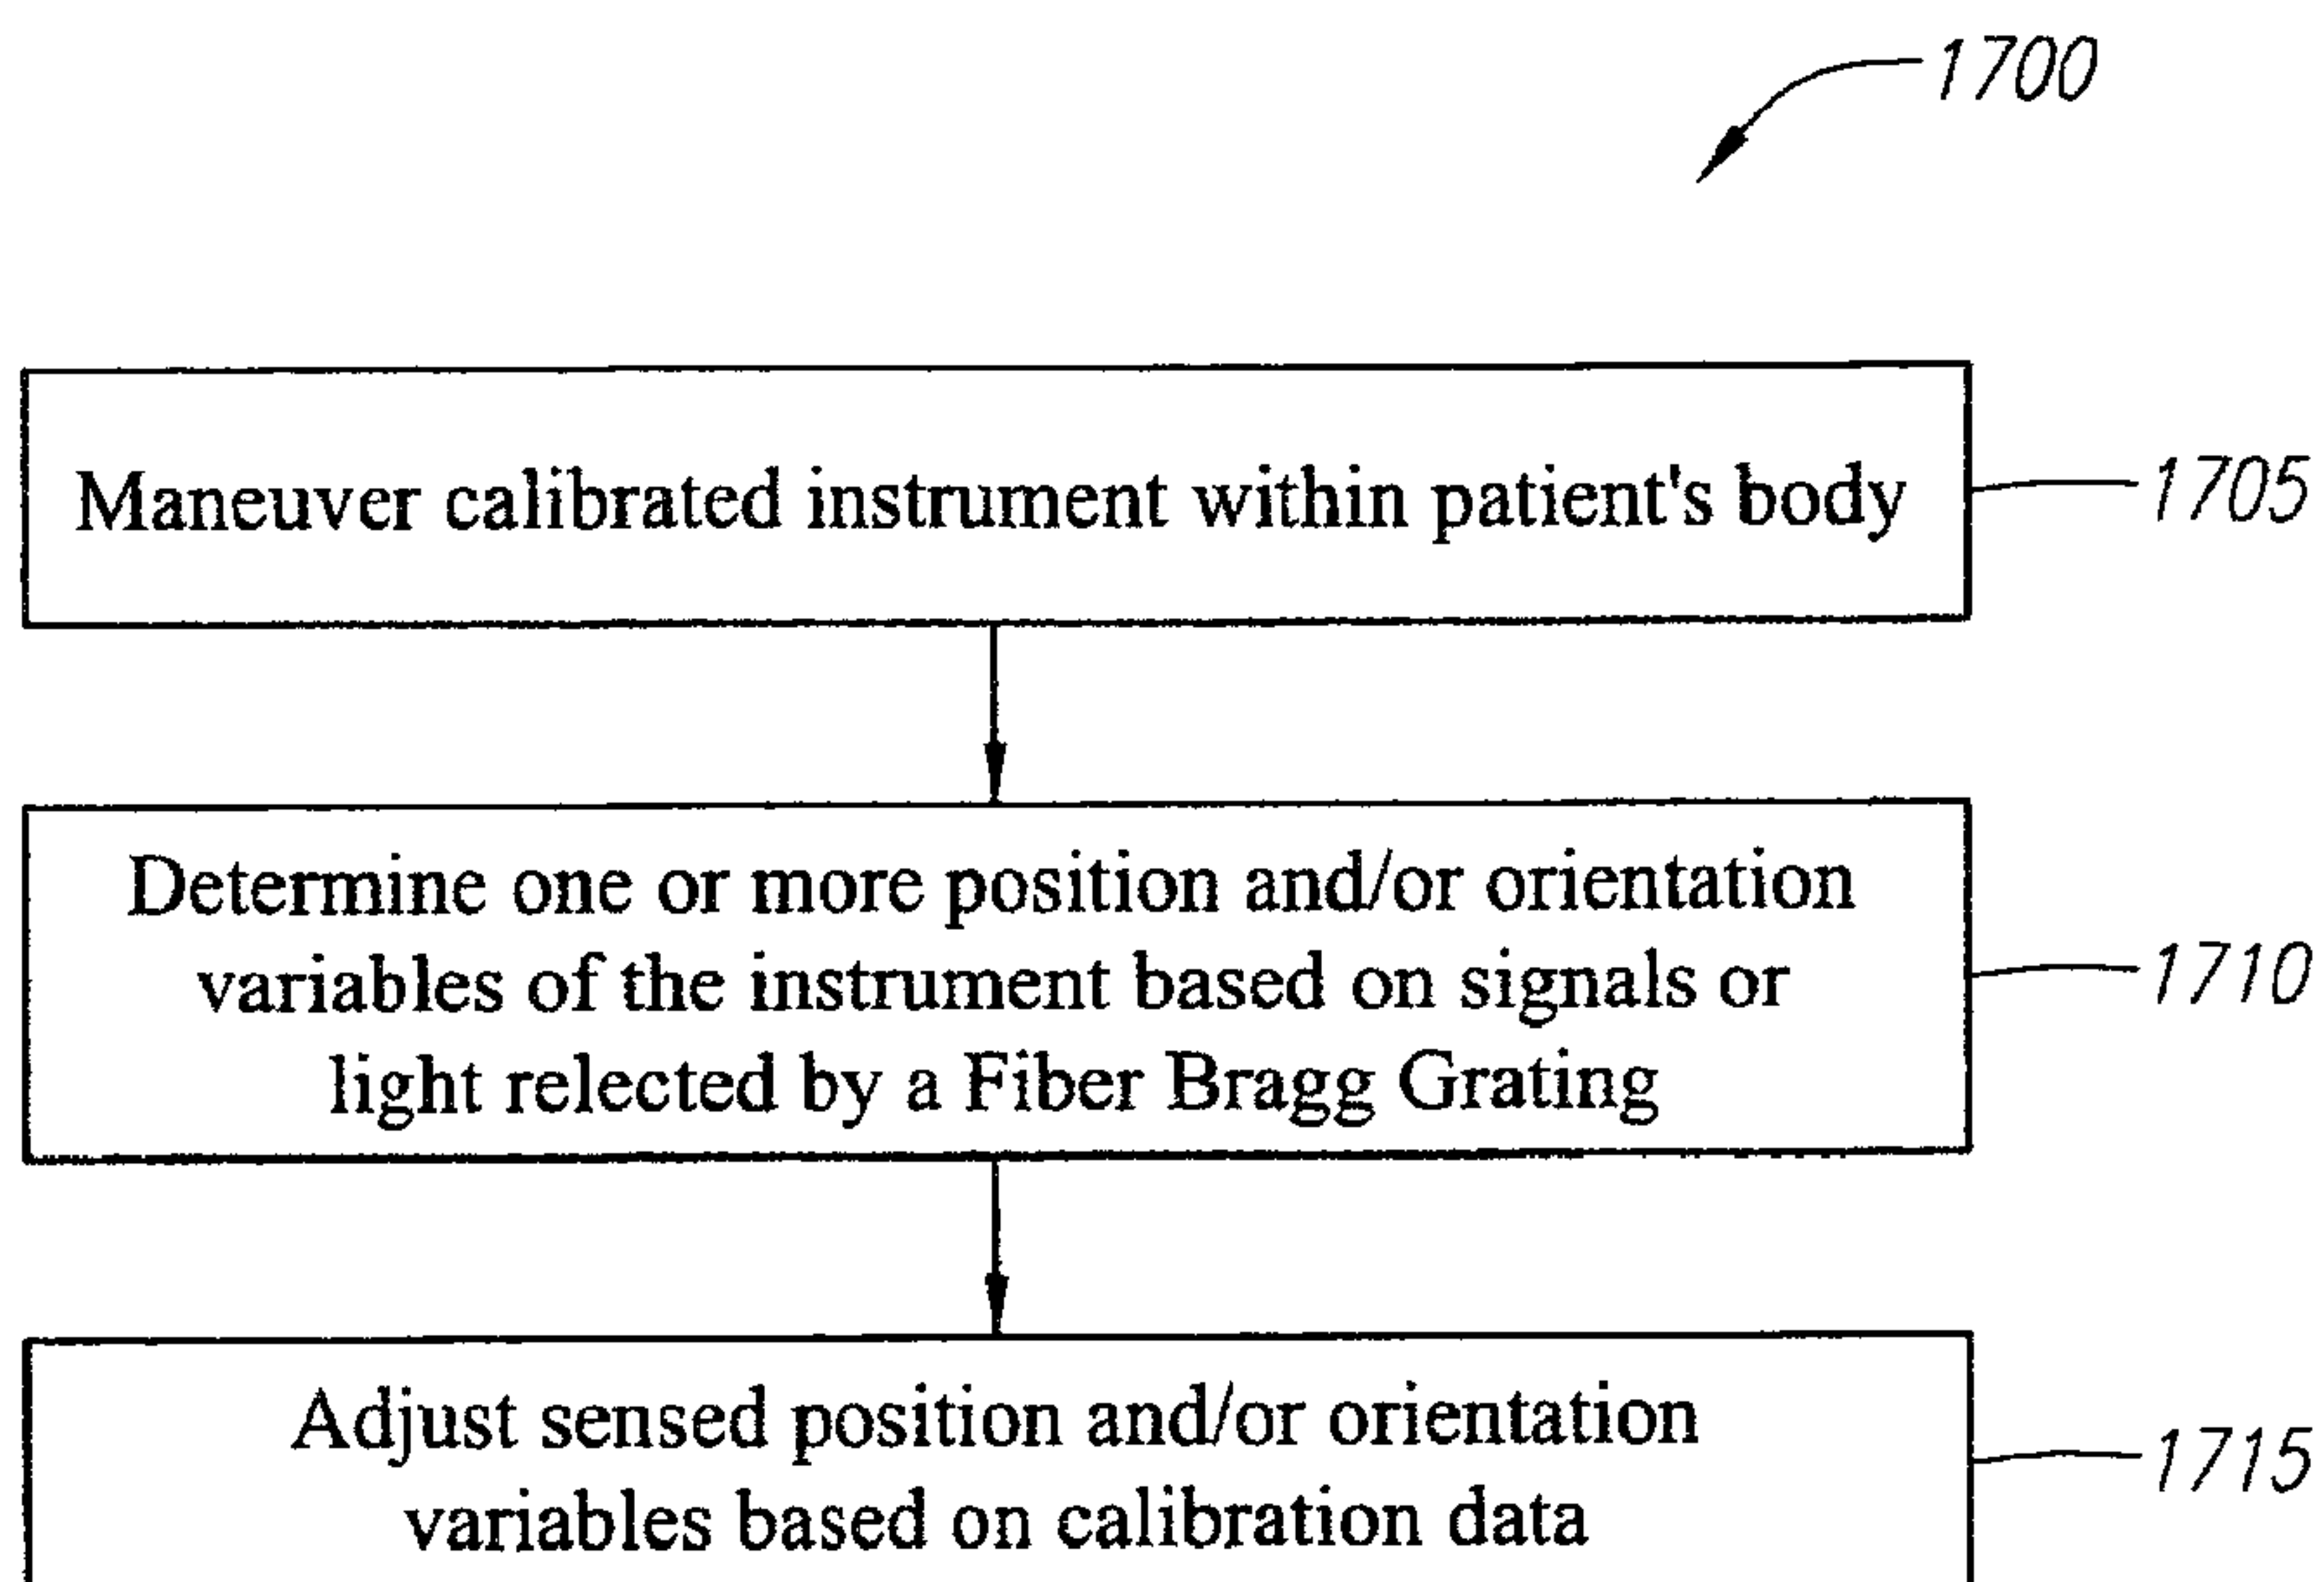 1700
Maneuver calibrated instrument within patient's body
1705
Determine one or more position and/or orientation
variables of the instrument based on signals or
light relected by a Fiber Bragg Grating
1710
Adjust sensed position and/or orientation
variables based on calibration data
1715